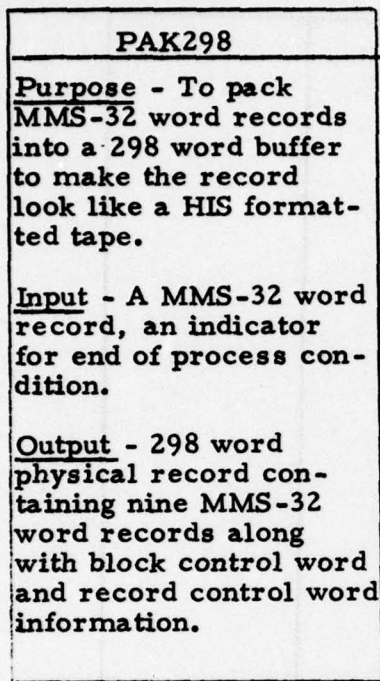 PAK298
Purpose - To pack
MMS-32 word records
into a 298 word buffer
to make the record
look like a HIS format-
ted tape.
Input - A MMS-32 word
record, an indicator
for end of process con-
dition.
Output - 298 word
physical record con-
taining nine MMS-32
word records along
with block control word
and record control word
information.